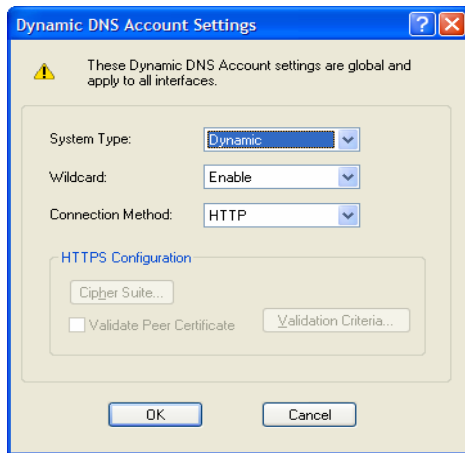 Dynamic DNS Account Settings
These Dynamic DNS Account settings are global and
apply to all interfaces.
System Type: Dynamic
Wildcard: Enable
Connection Method: HTTP
HTTPS Configuration
Cipher Suite...
Validate Peer Certificate Validation Criteria...
OK Cancel